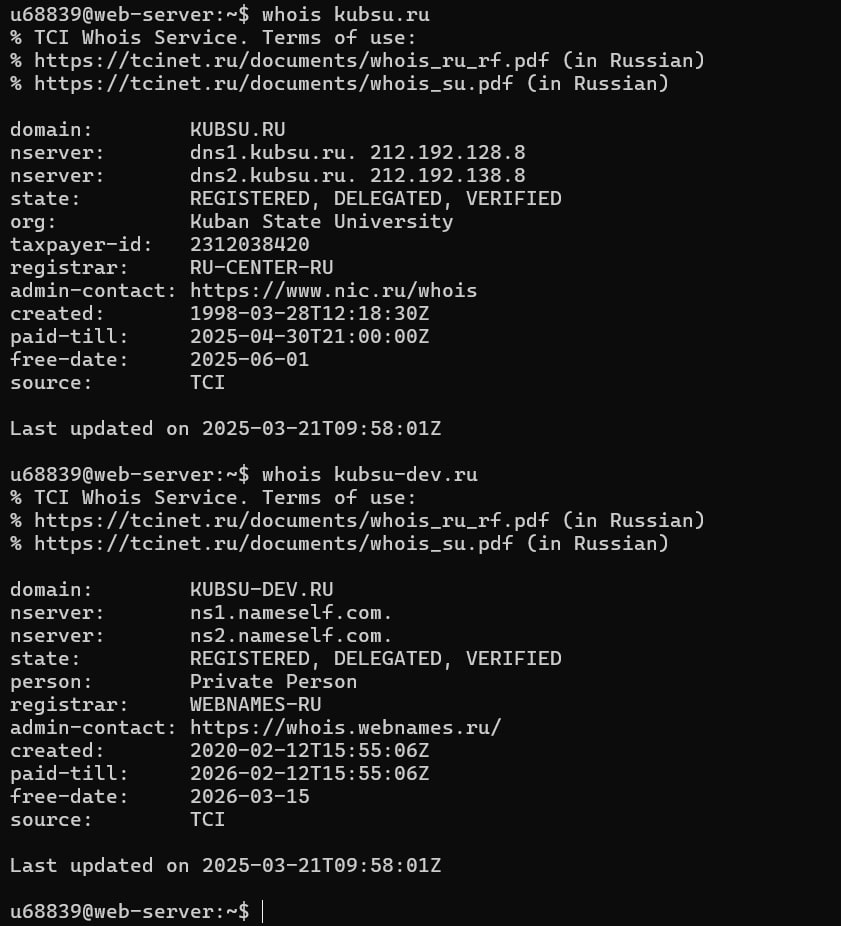 u68839@web-server:~$ whois kubsu.ru
% TCI Whois Service. Terms of use:
% https://tcinet.ru/documents/whois_ru_rf.pdf (in Russian)
% https://tcinet.ru/documents/whois_su.pdf (in Russian)

domain:        KUBSU.RU
nserver:       dns1.kubsu.ru. 212.192.128.8
nserver:       dns2.kubsu.ru. 212.192.138.8
state:         REGISTERED, DELEGATED, VERIFIED
org:           Kuban State University
taxpayer-id:   2312038420
registrar:     RU-CENTER-RU
admin-contact: https://www.nic.ru/whois
created:       1998-03-28T12:18:30Z
paid-till:     2025-04-30T21:00:00Z
free-date:     2025-06-01
source:        TCI

Last updated on 2025-03-21T09:58:01Z

u68839@web-server:~$ whois kubsu-dev.ru
% TCI Whois Service. Terms of use:
% https://tcinet.ru/documents/whois_ru_rf.pdf (in Russian)
% https://tcinet.ru/documents/whois_su.pdf (in Russian)

domain:        KUBSU-DEV.RU
nserver:       ns1.nameself.com.
nserver:       ns2.nameself.com.
state:         REGISTERED, DELEGATED, VERIFIED
person:        Private Person
registrar:     WEBNAMES-RU
admin-contact: https://whois.webnames.ru/
created:       2020-02-12T15:55:06Z
paid-till:     2026-02-12T15:55:06Z
free-date:     2026-03-15
source:        TCI

Last updated on 2025-03-21T09:58:01Z

u68839@web-server:~$